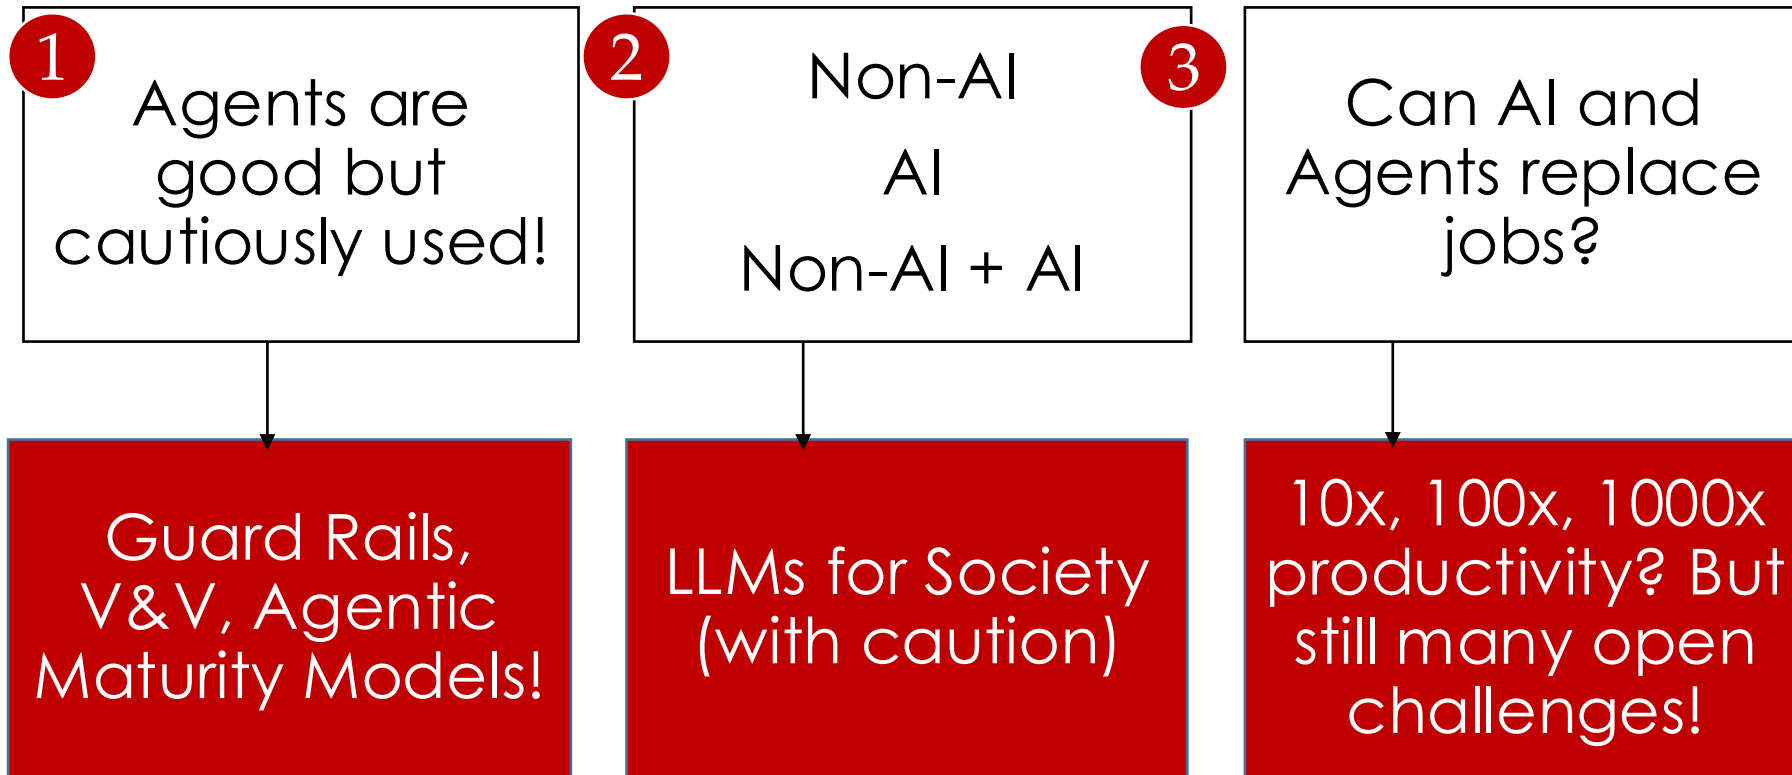 1
Agents are
good but
cautiously used!
2
Non-AI
AI
Non-AI + AI
3
Can AI and
Agents replace
jobs?
Guard Rails,
V&V, Agentic
Maturity Models!
LLMs for Society
(with caution)
10x, 100x, 1000x
productivity? But
still many open
challenges!